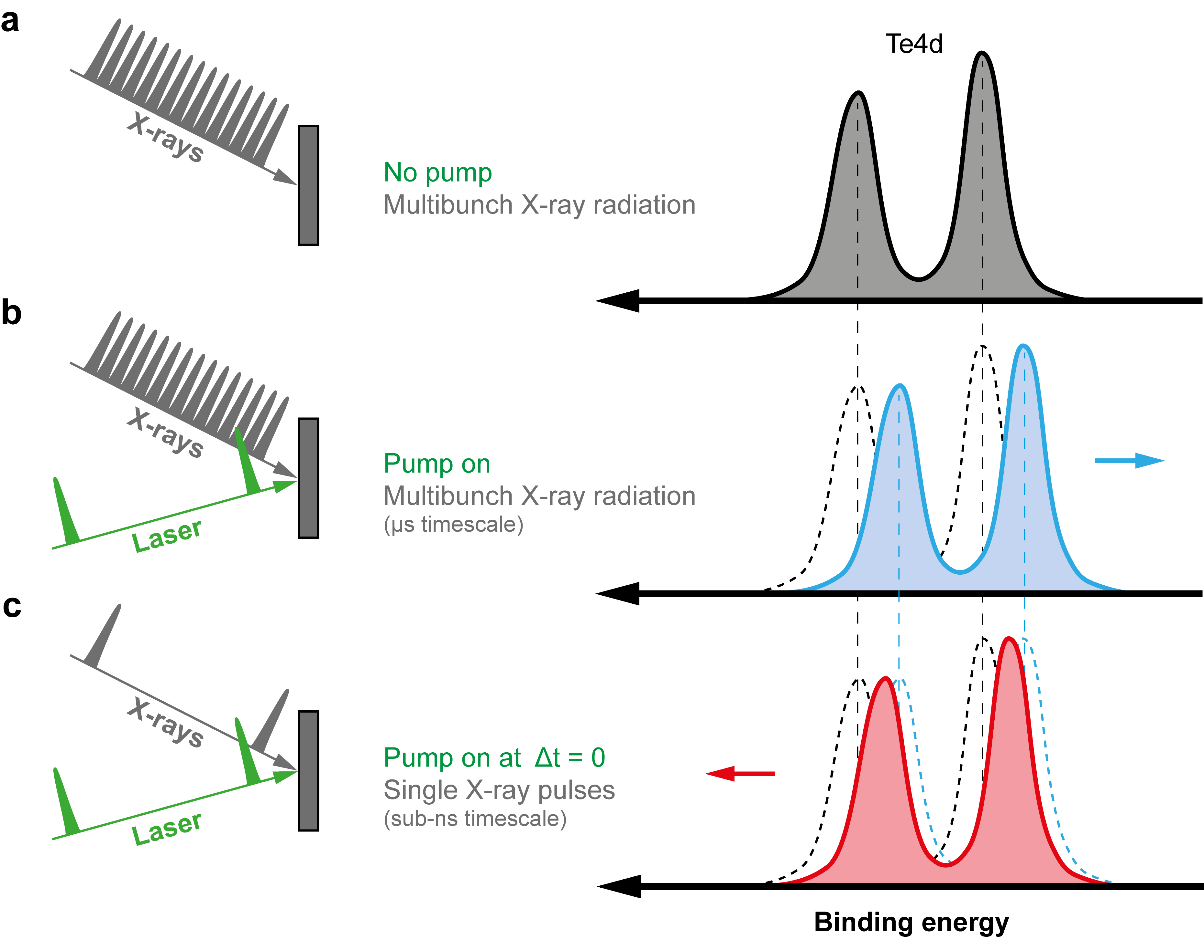 a
X-rays
No pump
Multibunch X-ray radiation
Te4d
b
X-rays
Laser
Pump on
Multibunch X-ray radiation
(µs timescale)
c
X-rays
Laser
Pump on at Δt = 0
Single X-ray pulses
(sub-ns timescale)
Binding energy